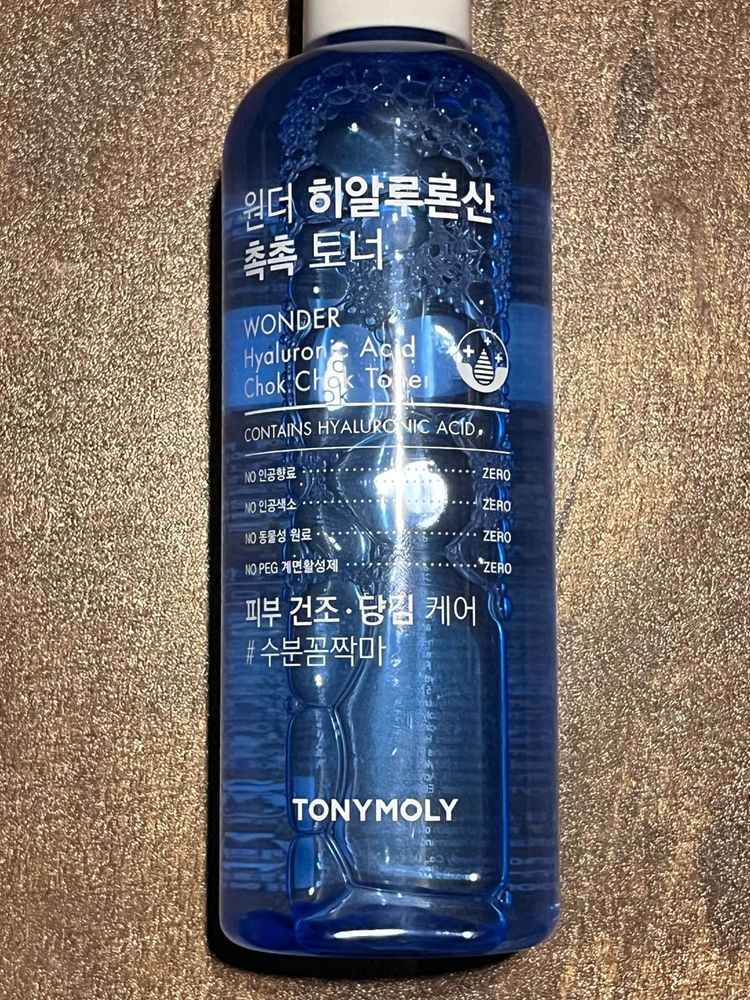 원더 히알루론산
촉촉 토너
WONDER
Hyaluronic Acid
Chok Chok Toner
CONTAINS HYALURONIC ACID
NO 인공향료 ZERO
NO 인공색소 ZERO
NO 동물성 원료 ZERO
NO PEG 계면활성제 ZERO
피부 건조·당김 케어
# 수분꼼짝마
TONYMOLY